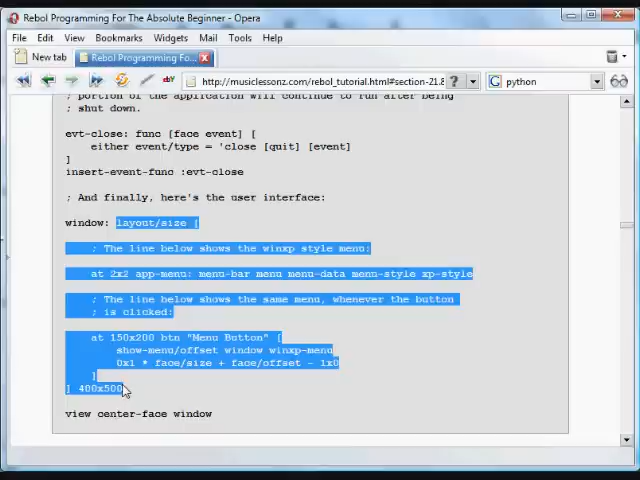 Rebol Programming For The Absolute Beginner - Opera
File Edit View Bookmarks Widgets Mail Tools Help
New tab Rebol Programming Fo...
http://musiclessonz.com/rebol_tutorial.html#section-21.8 ? python
; portion of the application will continue to run after being
; shut down.
evt-close: func [face event] [
either event/type = 'close [quit] [event]
]
insert-event-func :evt-close
; And finally, here's the user interface:
window: layout/size [
; The line below shows the winxp style menu:
at 2x2 app-menu: menu-bar menu menu-data menu-style xp-style
; The line below shows the same menu, whenever the button
; is clicked:
at 150x200 btn "Menu Button" [
show-menu/offset window winxp-menu
0x1 * face/size + face/offset - 1x0
]
] 400x500
view center-face window